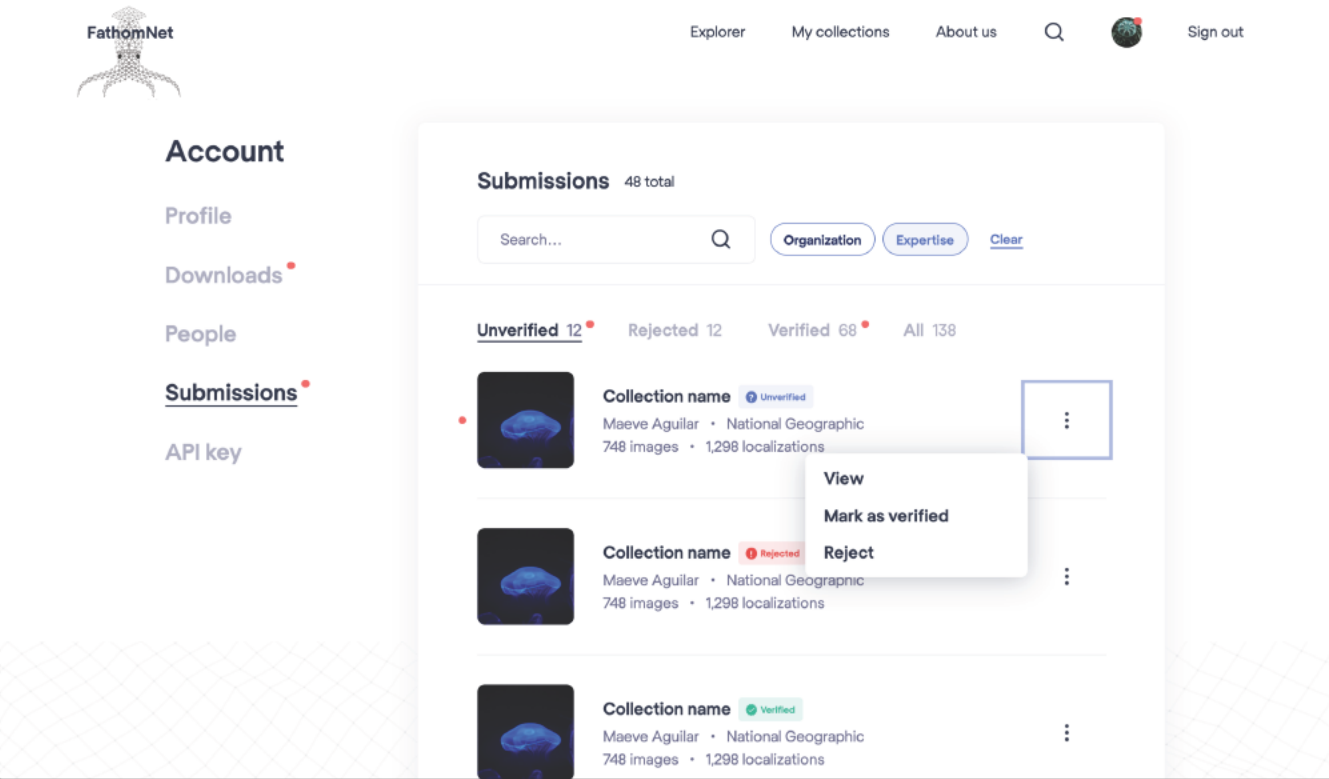 FathomNet
Explorer My collections About us Sign out
Account
Profile
Downloads
People
Submissions
API key
Submissions 48 total
Search... Organization Expertise Clear
Unverified 12 Rejected 12 Verified 68 All 138
Collection name Unverified
Maeve Aguilar • National Geographic
748 images • 1,298 localizations
View
Mark as verified
Reject
Collection name Rejected
Maeve Aguilar • National Geographic
748 images • 1,298 localizations
Collection name Verified
Maeve Aguilar • National Geographic
748 images • 1,298 localizations